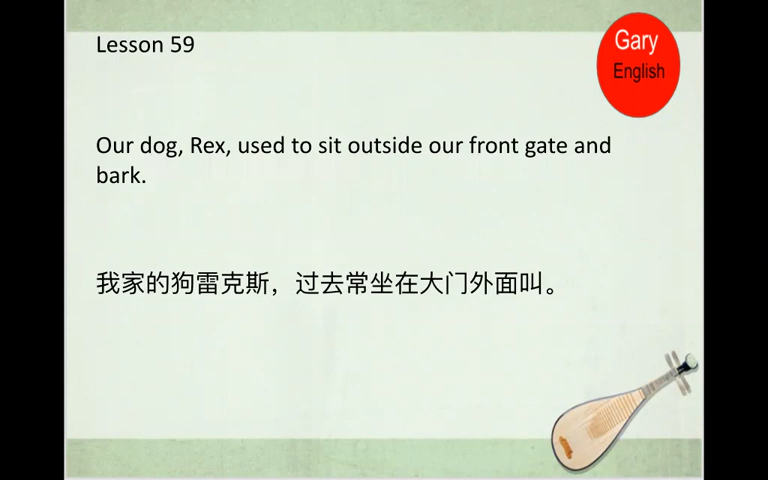 Lesson 59
Gary
English
Our dog, Rex, used to sit outside our front gate and
bark.
我家的狗雷克斯，过去常坐在大门外面叫。